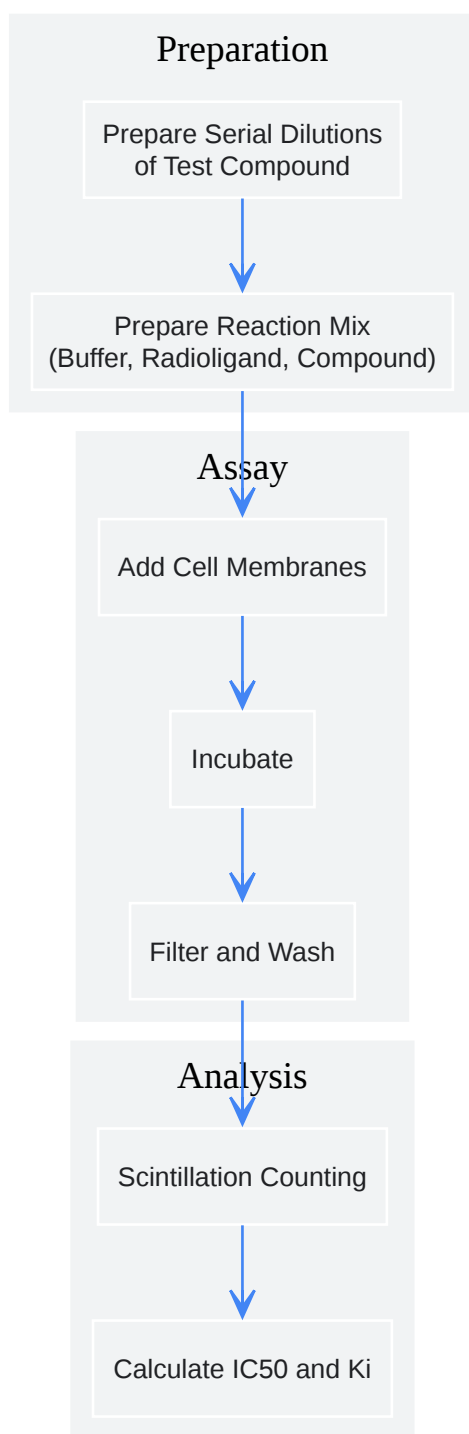 Preparation
Prepare Serial Dilutions
of Test Compound
Prepare Reaction Mix
(Buffer, Radioligand, Compound)
Assay
Add Cell Membranes
Incubate
Filter and Wash
Analysis
Scintillation Counting
Calculate IC50 and Ki